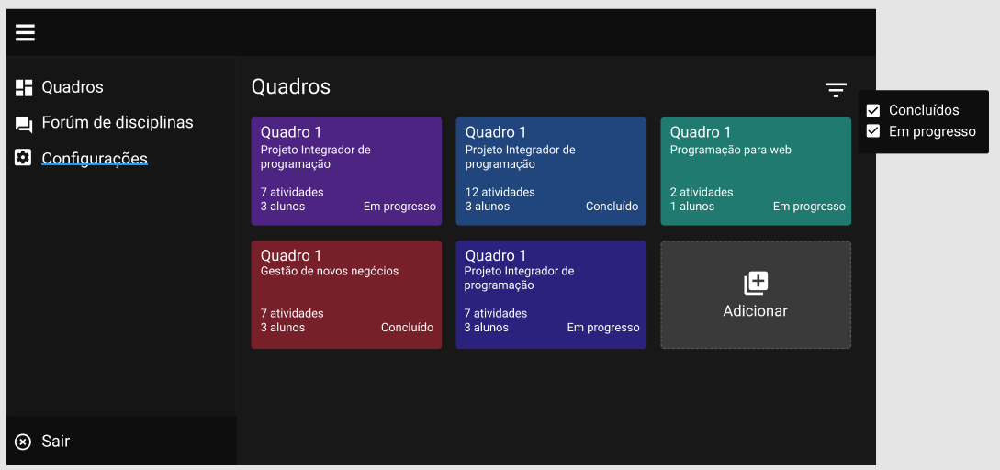 Quadros
Forúm de disciplinas
Configurações
Sair
Quadros
Quadro 1
Projeto Integrador de
programação
7 atividades
3 alunos
Em progresso
Quadro 1
Projeto Integrador de
programação
12 atividades
3 alunos
Concluído
Quadro 1
Programação para web
2 atividades
1 alunos
Em progresso
Quadro 1
Gestão de novos negócios
7 atividades
3 alunos
Concluído
Quadro 1
Projeto Integrador de
programação
7 atividades
3 alunos
Em progresso
Adicionar
Concluídos
Em progresso